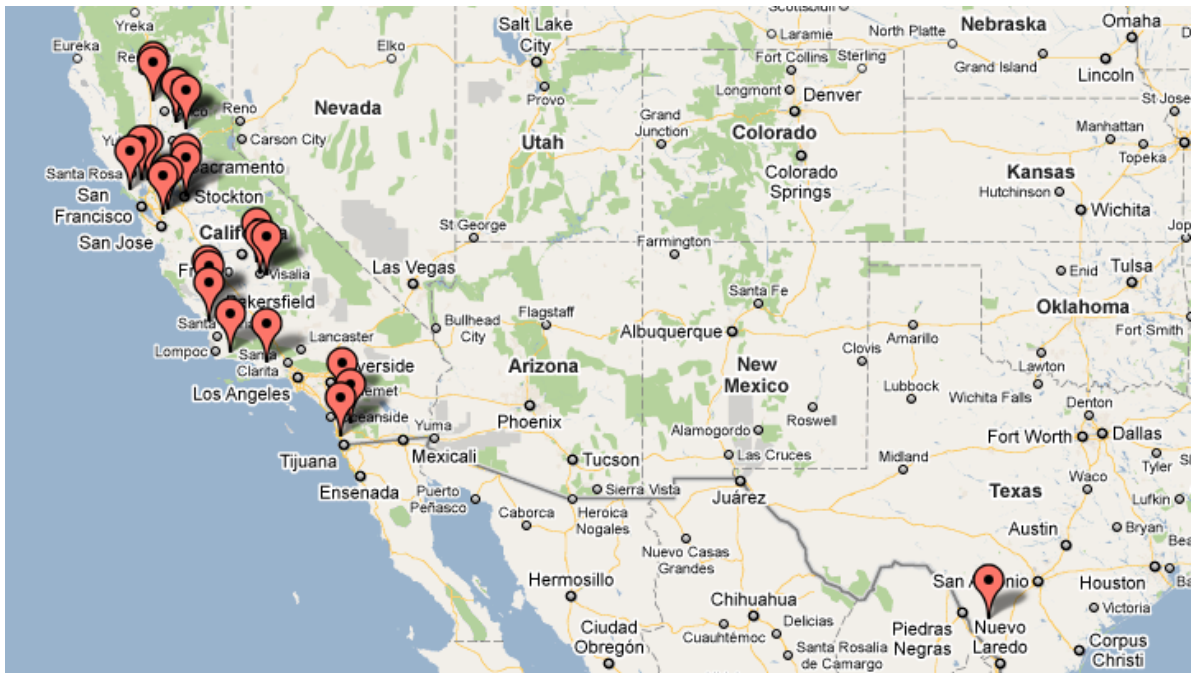 Yreka
Eureka
Elko
Salt Lake
City
Laramie
North Platte
Nebraska
Omaha
Grand Island
Lincoln
Fort Collins
Sterling
Longmont
Denver
St Jose
Provo
Reno
Nevada
Carson City
Utah
Grand
Junction
Colorado
Manhattan
Topeka
Santa Rosa
Sacramento
Colorado
Springs
Kansas
Hutchinson
San
Francisco
Stockton
Wichita
San Jose
St George
Farmington
Visalia
Las Vegas
Enid
Tulsa
Bakersfield
Santa Fe
Oklahoma
Flagstaff
Bullhead
City
Albuquerque
Amarillo
Fort Smith
Lompoc
Lancaster
Santa
Clarita
Clovis
Arizona
New
Mexico
Lawton
Los Angeles
Lubbock
Wichita Falls
Denton
Phoenix
Roswell
Yuma
Alamogordo
Fort Worth
Dallas
Tijuana
Mexicali
Tucson
Las Cruces
Midland
Tyler
Waco
Ensenada
Puerto
Peñasco
Sierra Vista
Juárez
Texas
Lufkin
Caborca
Heroica
Nogales
Austin
Bryan
Nuevo Casas
Grandes
Hermosillo
Houston
Chihuahua
Victoria
Ciudad
Obregón
Cuauhtémoc
Delicias
Piedras
Negras
Nuevo
Laredo
Santa Rosalia
de Camargo
Corpus
Christi